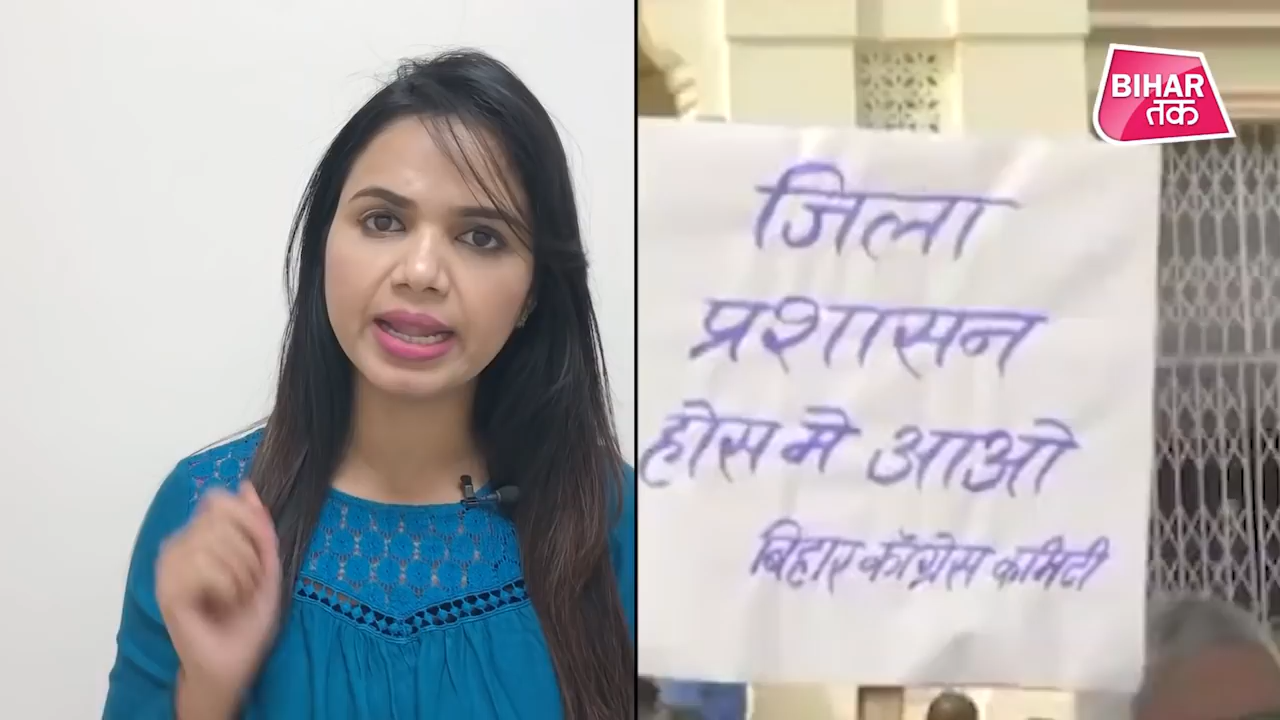 BIHAR
तक
जिला
प्रशासन
होस मे आओ
बिहार कॉंग्रेस कमिटी